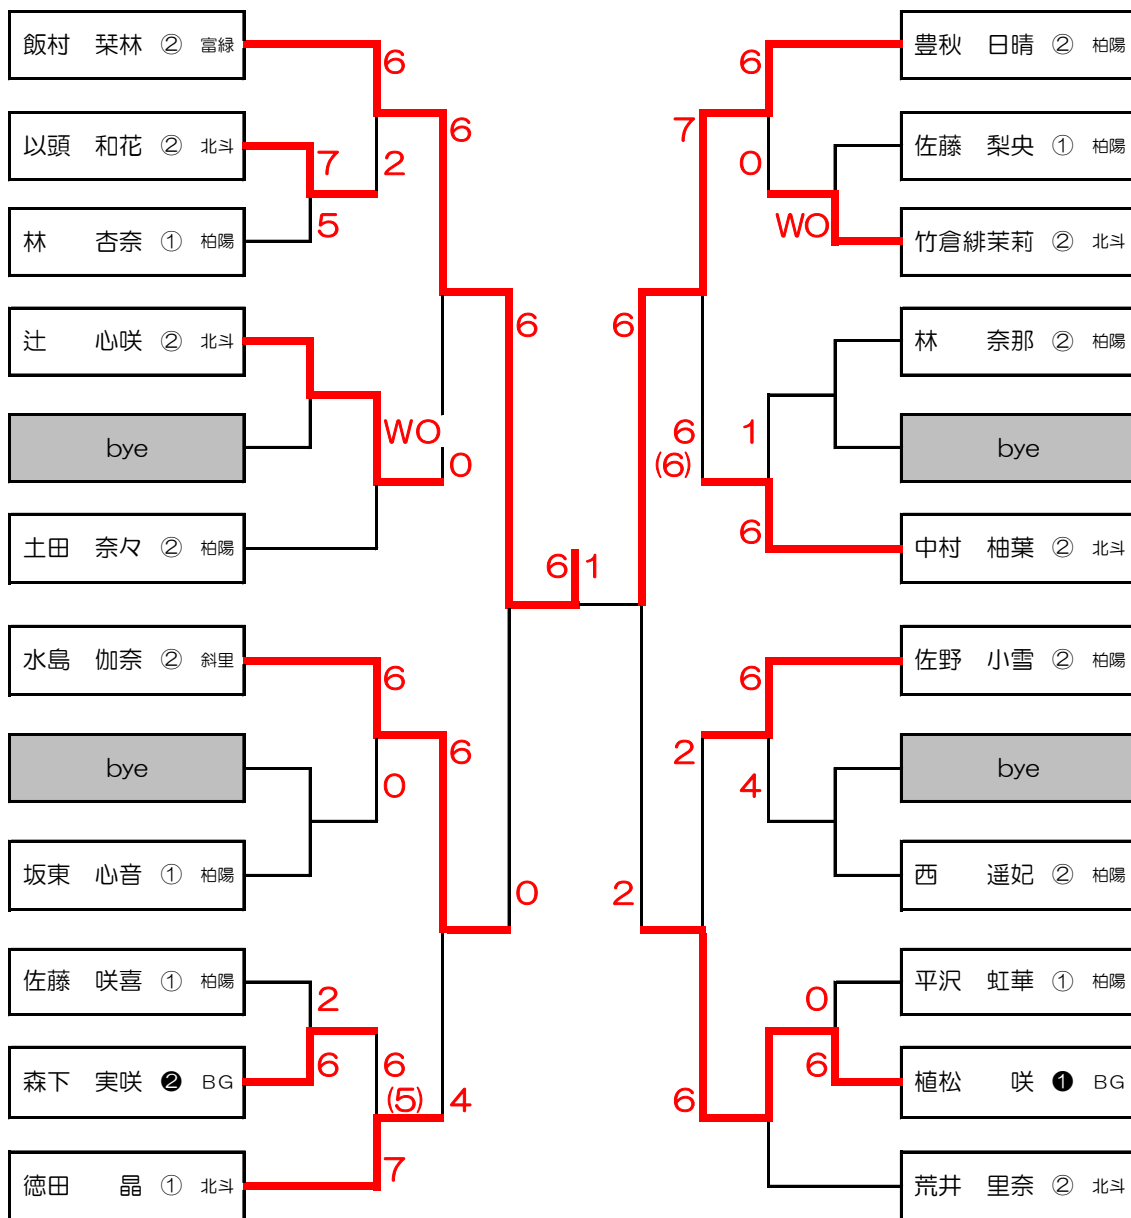 飯村 栞林 ② 富緑
以頭 和花 ② 北斗
林 杏奈 ① 柏陽
辻 心咲 ② 北斗
bye
土田 奈々 ② 柏陽
水島 伽奈 ② 斜里
bye
坂東 心音 ① 柏陽
佐藤 咲喜 ① 柏陽
森下 実咲 ❷ BG
徳田 晶 ① 北斗
6
2
7
5
6
WO
0
6
6
0
6
2
6
6
(5)
7
4
0
6 1
6
2
7
6
0
WO
6
(6)
1
6
2
6
4
6
0
6
豊秋 日晴 ② 柏陽
佐藤 梨央 ① 柏陽
竹倉緋茉莉 ② 北斗
林 奈那 ② 柏陽
bye
中村 柚葉 ② 北斗
佐野 小雪 ② 柏陽
bye
西 遥妃 ② 柏陽
平沢 虹華 ① 柏陽
植松 咲 ❶ BG
荒井 里奈 ② 北斗